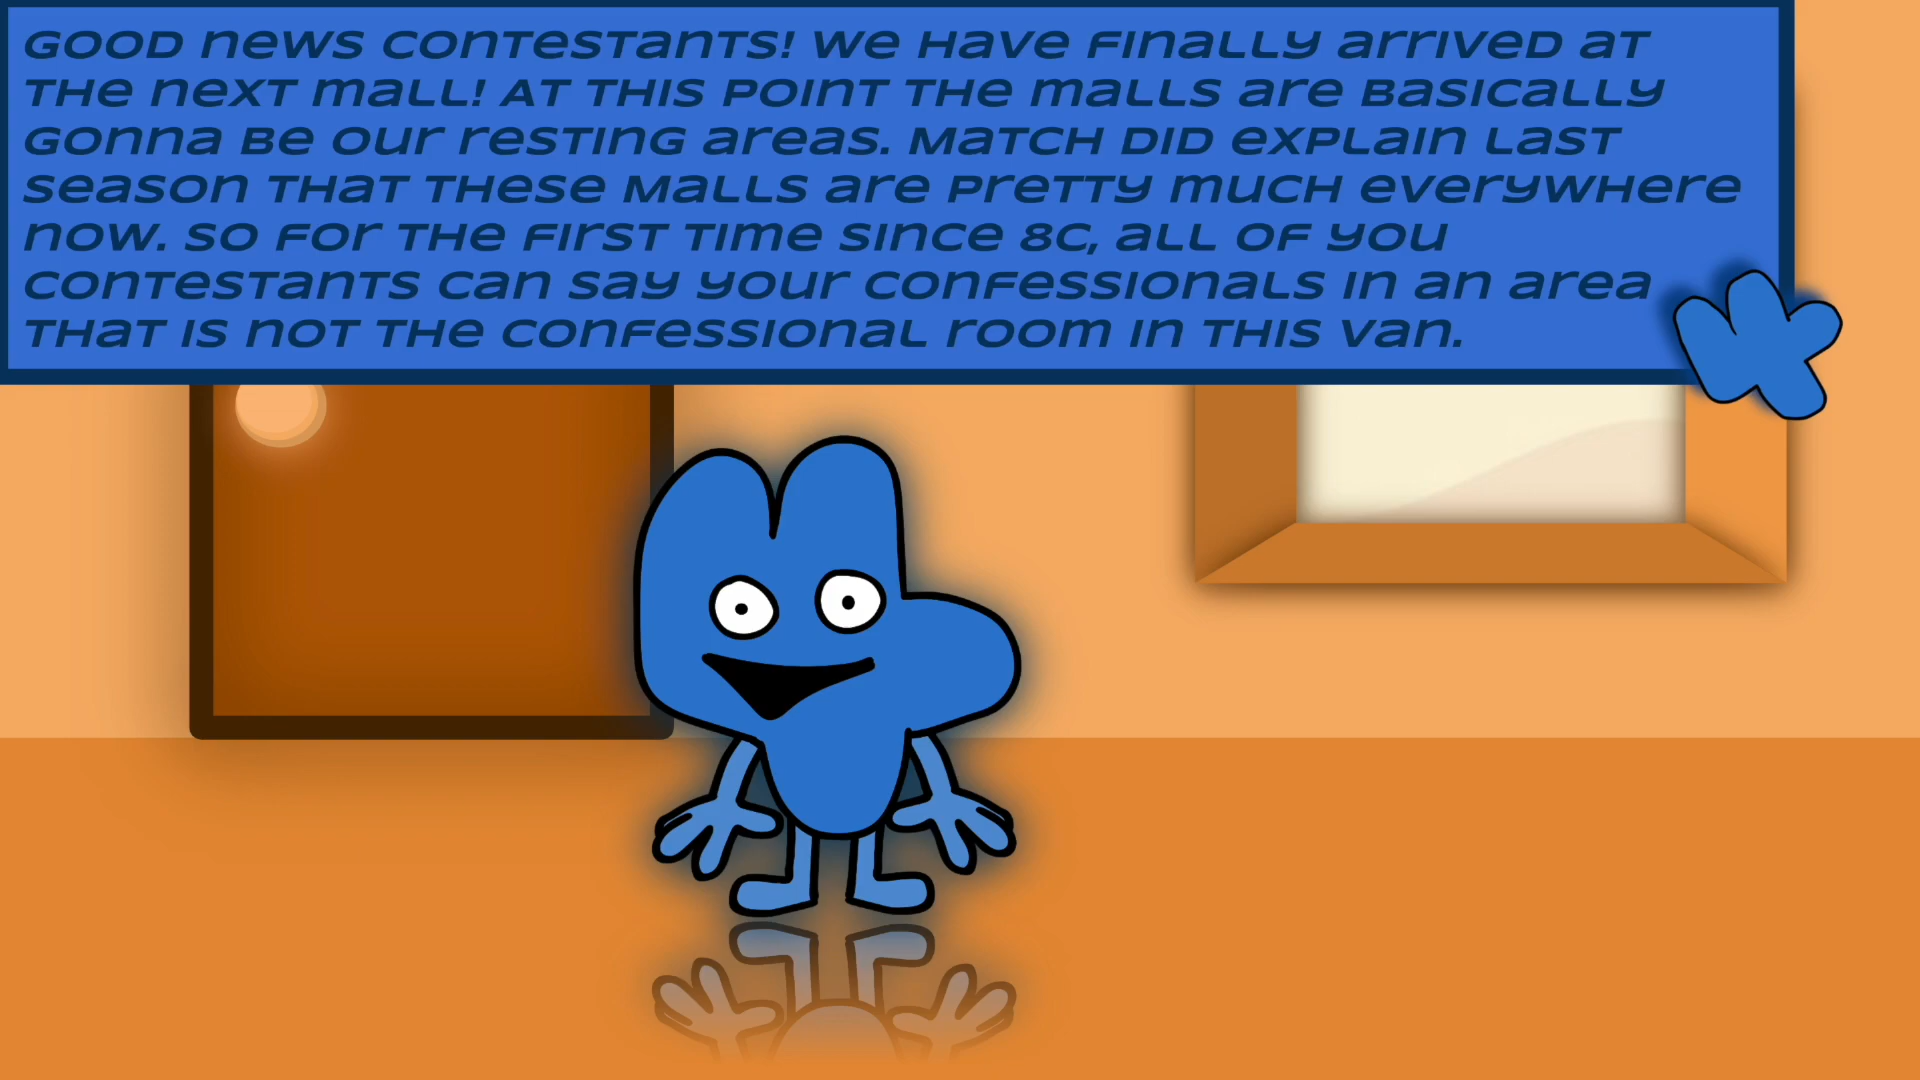 Good news contestants! We have finally arrived at
the next mall! At this point the malls are basically
gonna be our resting areas. Match did explain last
season that these malls are pretty much everywhere
now. So for the first time since 8C, all of you
contestants can say your confessionals in an area
that is not the confessional room in this van.